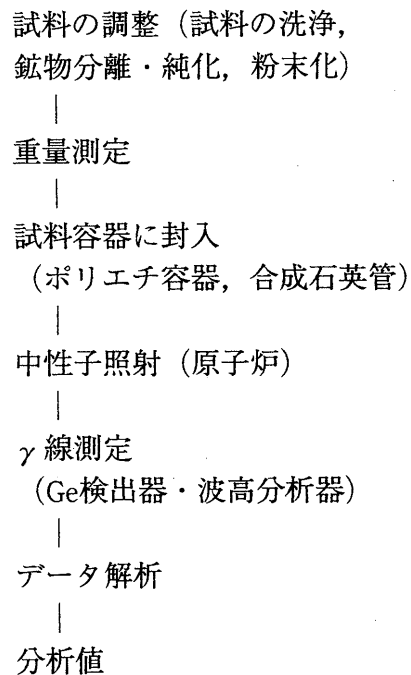 試料の調整（試料の洗浄，
鉱物分離・純化，粉末化）
重量測定
試料容器に封入
（ポリエチ容器，合成石英管）
中性子照射（原子炉）
γ線測定
（Ge検出器・波高分析器）
データ解析
分析値